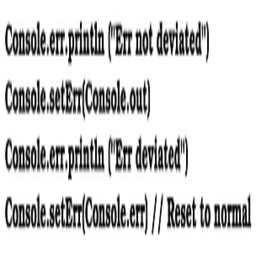 Console.err.println ("Err not deviated")
Console.setErr(Console.out)
Console.err.println ("Err deviated")
Console.setErr(Console.err) // Reset to normal